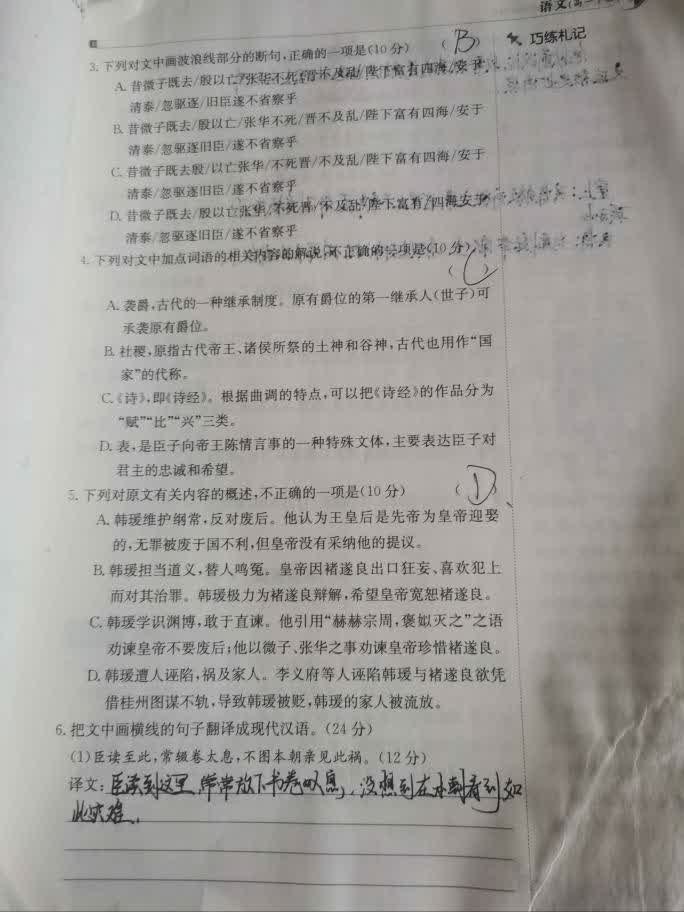 语文
巧练札记
3. 下列对文中画波浪线部分的断句,正确的一项是(10分) ( B )
A. 昔微子既去/殷以亡/张华不死/晋不及乱/陛下富有四海/安于
清泰/忽驱逐/旧臣遂不省察乎
B. 昔微子既去/殷以亡/张华不死/晋不及乱/陛下富有四海/安于
清泰/忽驱逐旧臣/遂不省察乎
C. 昔微子既去殷/以亡张华/不死晋/不及乱/陛下富有四海/安于
清泰/忽驱逐旧臣/遂不省察乎
D. 昔微子既去/殷以亡张华/不死晋/不及乱/陛下富有/四海安于
清泰/忽驱逐旧臣/遂不省察乎
4. 下列对文中加点词语的相关内容的解说,不正确的一项是(10分)
( C )
A. 袭爵,古代的一种继承制度。原有爵位的第一继承人(世子)可
承袭原有爵位。
B. 社稷,原指古代帝王、诸侯所祭的土神和谷神,古代也用作“国
家”的代称。
C.《诗》,即《诗经》。根据曲调的特点,可以把《诗经》的作品分为
“赋”“比”“兴”三类。
D. 表,是臣子向帝王陈情言事的一种特殊文体,主要表达臣子对
君主的忠诚和希望。
5. 下列对原文有关内容的概述,不正确的一项是(10分) ( D )
A. 韩瑗维护纲常,反对废后。他认为王皇后是先帝为皇帝迎娶
的,无罪被废于国不利,但皇帝没有采纳他的提议。
B. 韩瑗担当道义,替人鸣冤。皇帝因褚遂良出口狂妄、喜欢犯上
而对其治罪。韩瑗极力为褚遂良辩解,希望皇帝宽恕褚遂良。
C. 韩瑗学识渊博,敢于直谏。他引用“赫赫宗周,褒姒灭之”之语
劝谏皇帝不要废后;他以微子、张华之事劝谏皇帝珍惜褚遂良。
D. 韩瑗遭人诬陷,祸及家人。李义府等人诬陷韩瑗与褚遂良欲凭
借桂州图谋不轨,导致韩瑗被贬,韩瑗的家人被流放。
6. 把文中画横线的句子翻译成现代汉语。(24分)
(1)臣读至此,常辍卷太息,不图本朝亲见此祸。(12分)
译文:臣读到这里,常常放下书卷叹息,没想到在本朝看到如
此灾难。